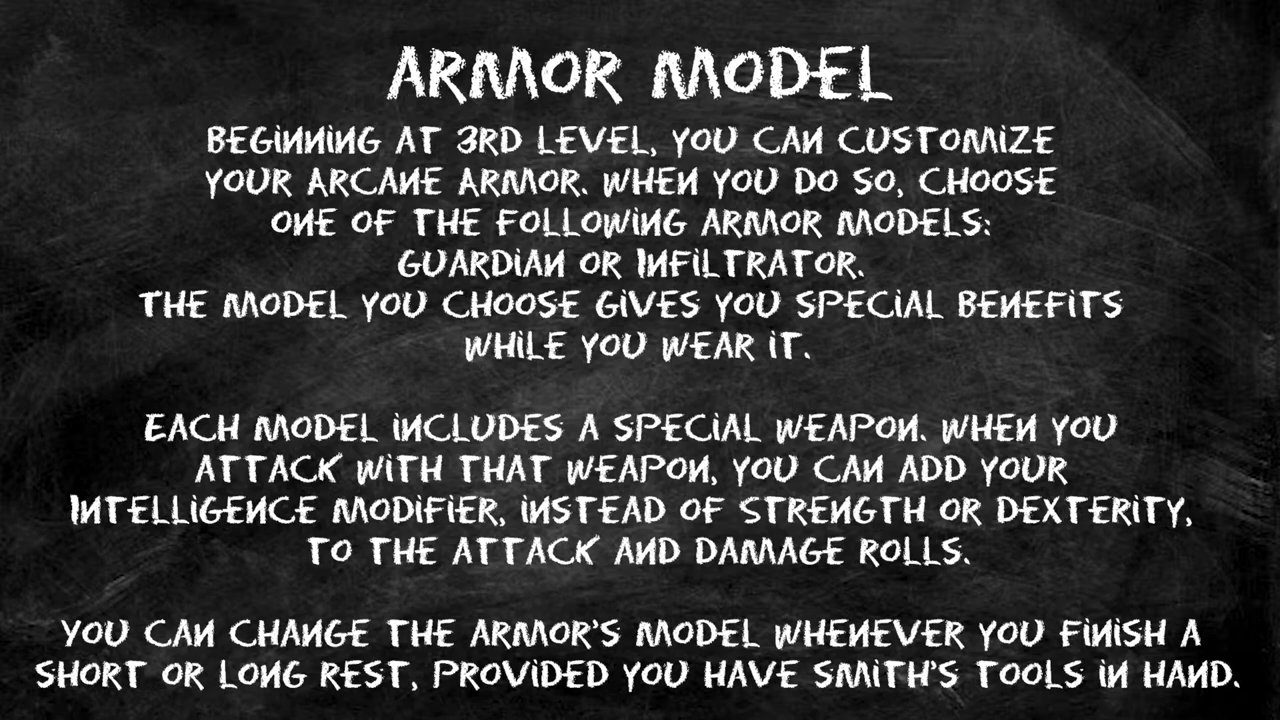 ARMOR MODEL
BEGINNING AT 3RD LEVEL, YOU CAN CUSTOMIZE
YOUR ARCANE ARMOR. WHEN YOU DO SO, CHOOSE
ONE OF THE FOLLOWING ARMOR MODELS:
GUARDIAN OR INFILTRATOR.
THE MODEL YOU CHOOSE GIVES YOU SPECIAL BENEFITS
WHILE YOU WEAR IT.
EACH MODEL INCLUDES A SPECIAL WEAPON. WHEN YOU
ATTACK WITH THAT WEAPON, YOU CAN ADD YOUR
INTELLIGENCE MODIFIER, INSTEAD OF STRENGTH OR DEXTERITY,
TO THE ATTACK AND DAMAGE ROLLS.
YOU CAN CHANGE THE ARMOR'S MODEL WHENEVER YOU FINISH A
SHORT OR LONG REST, PROVIDED YOU HAVE SMITH'S TOOLS IN HAND.